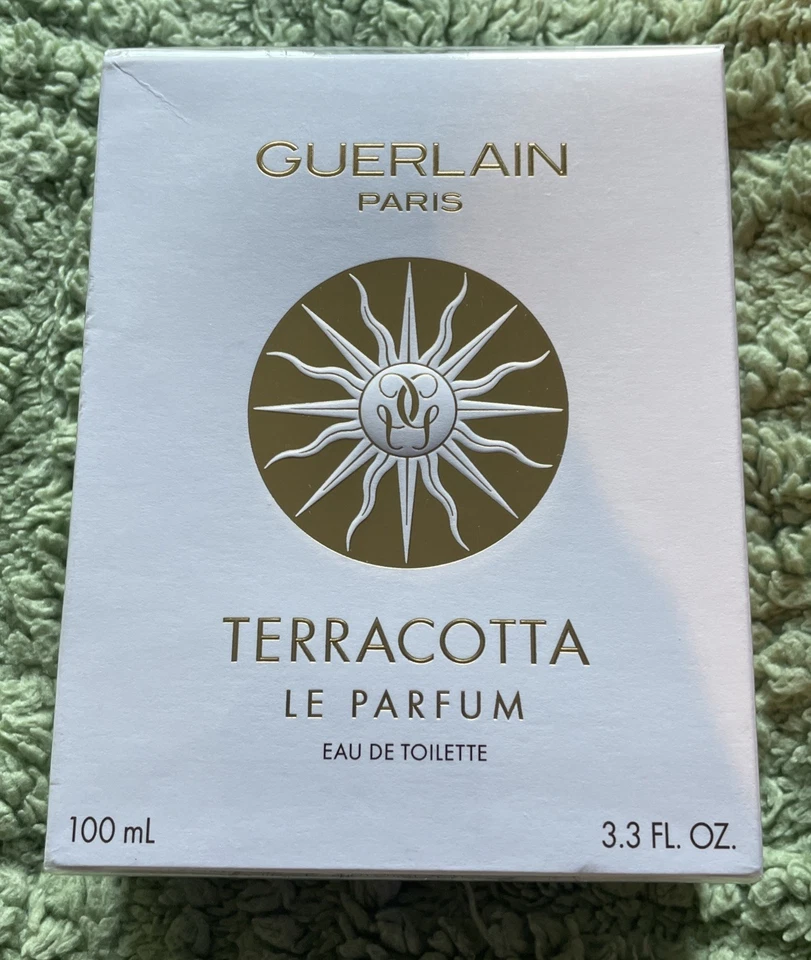 GUERLAIN
PARIS
TERRACOTTA
LE PARFUM
EAU DE TOILETTE
100 mL
3.3 FL. OZ.